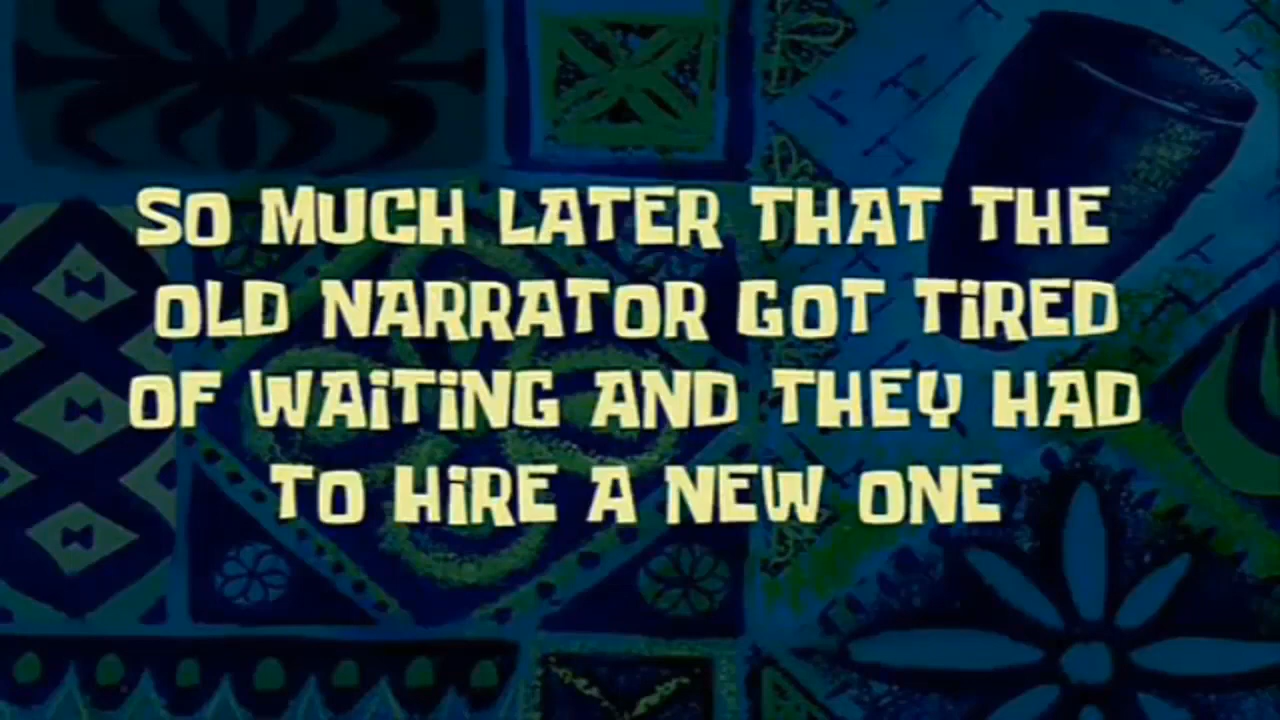 SO MUCH LATER THAT THE
OLD NARRATOR GOT TiRED
OF WAiTiNG AND THEY HAD
TO HiRE A NEW ONE